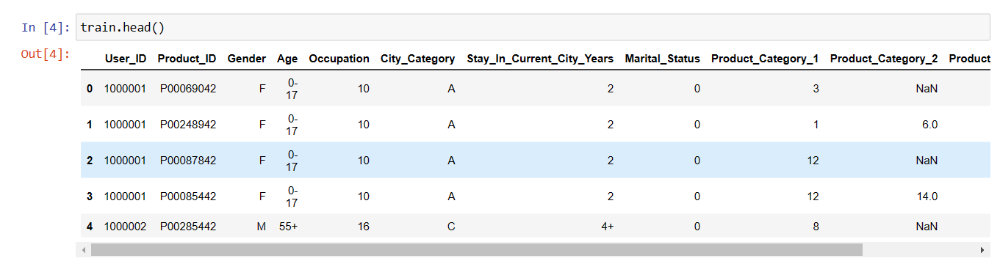 In [4]: train.head()
Out[4]:
User_ID Product_ID Gender Age Occupation City_Category Stay_In_Current_City_Years Marital_Status Product_Category_1 Product_Category_2 Product
0 1000001 P00069042 F 0-17 10 A 2 0 3 NaN
1 1000001 P00248942 F 0-17 10 A 2 0 1 6.0
2 1000001 P00087842 F 0-17 10 A 2 0 12 NaN
3 1000001 P00085442 F 0-17 10 A 2 0 12 14.0
4 1000002 P00285442 M 55+ 16 C 4+ 0 8 NaN